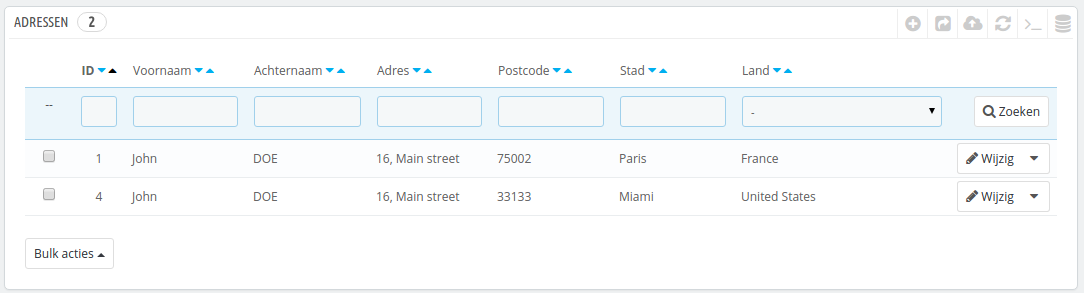 ADRESSEN 2
ID Voornaam Achternaam Adres Postcode Stad Land
-- - Zoeken
1 John DOE 16, Main street 75002 Paris France Wijzig
4 John DOE 16, Main street 33133 Miami United States Wijzig
Bulk acties